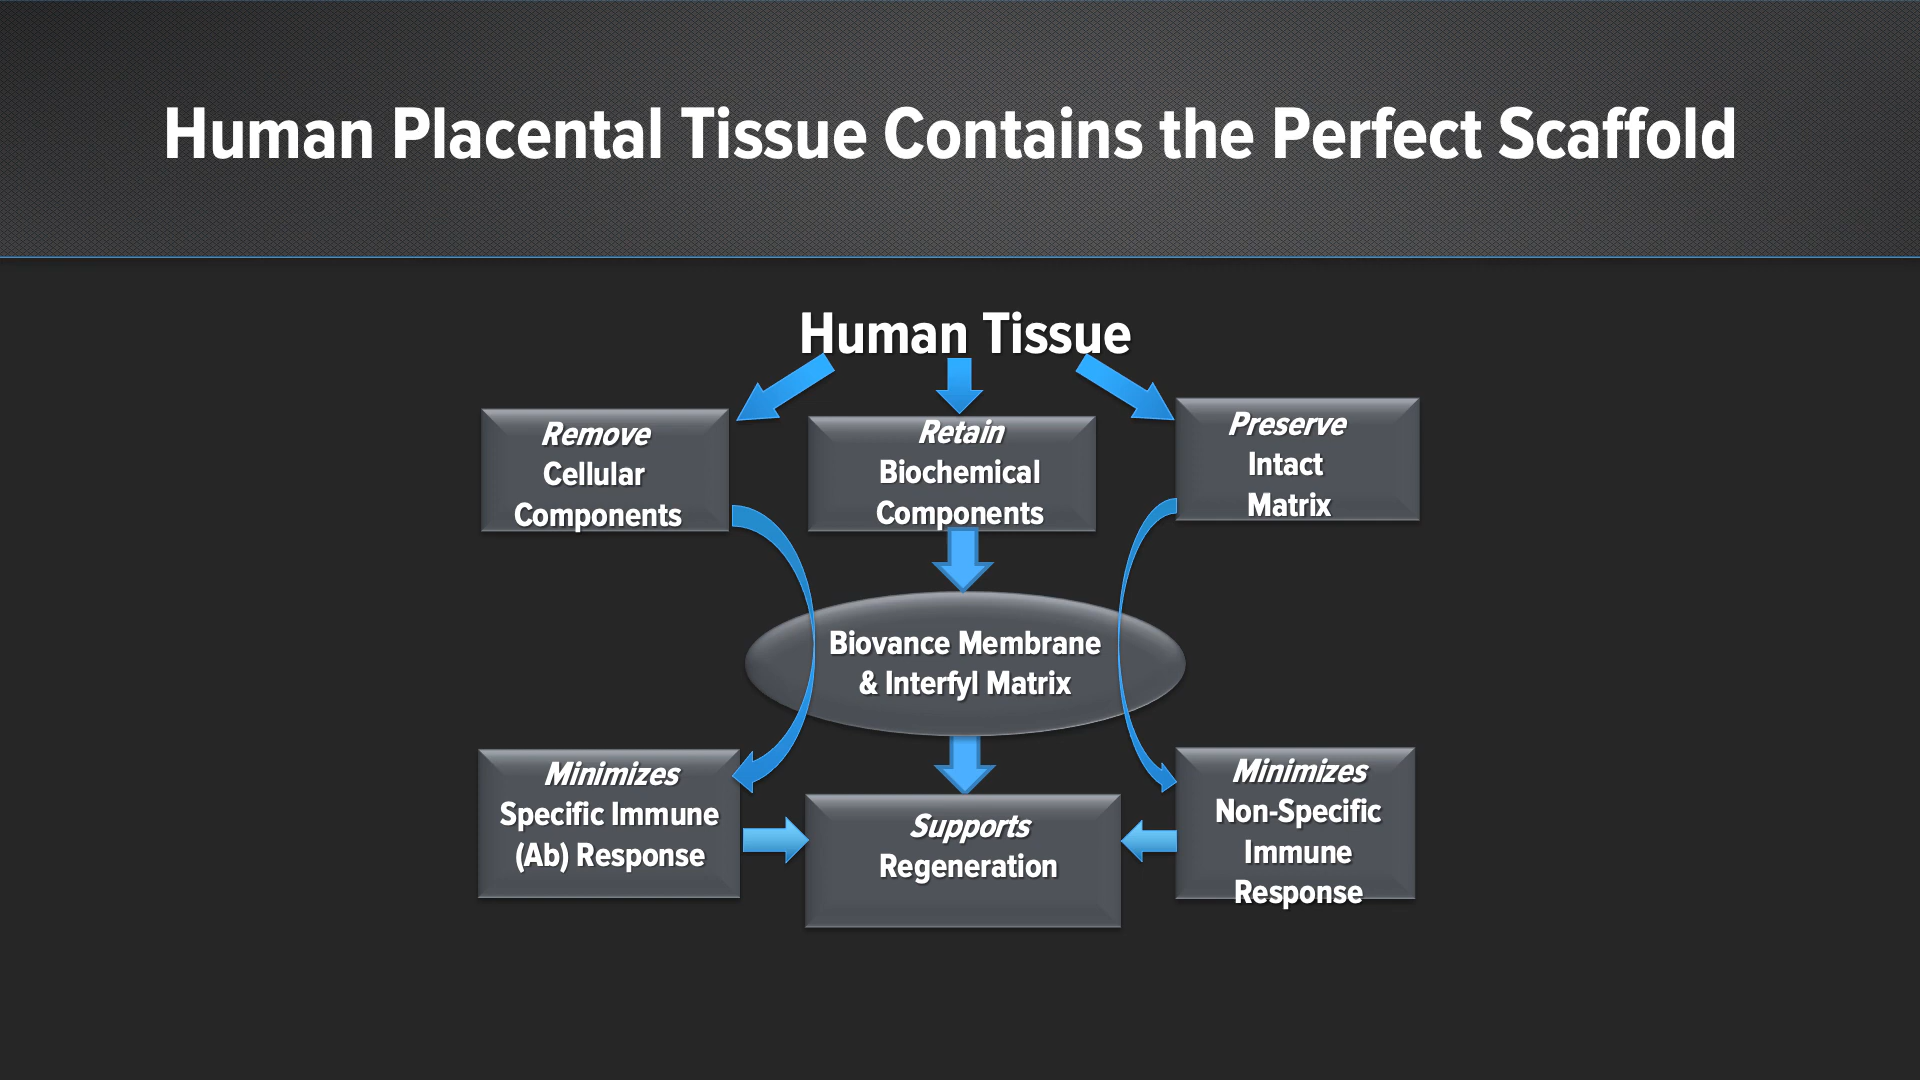 Human Placental Tissue Contains the Perfect Scaffold
Human Tissue
Remove
Cellular
Components
Retain
Biochemical
Components
Preserve
Intact
Matrix
Biovance Membrane
& Interfyl Matrix
Minimizes
Specific Immune
(Ab) Response
Supports
Regeneration
Minimizes
Non-Specific
Immune
Response